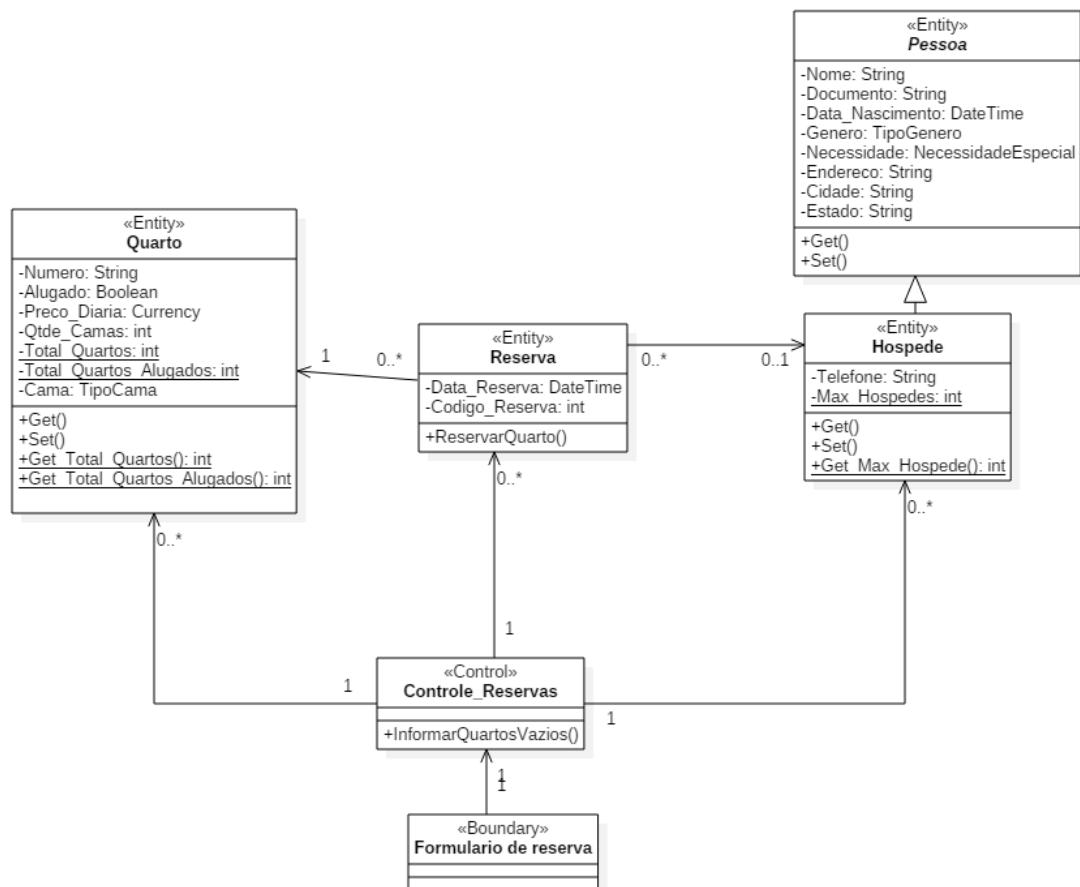 «Entity»
Pessoa
-Nome: String
-Documento: String
-Data_Nascimento: DateTime
-Genero: TipoGenero
-Necessidade: NecessidadeEspecial
-Endereco: String
-Cidade: String
-Estado: String
+Get()
+Set()
«Entity»
Quarto
-Numero: String
-Alugado: Boolean
-Preco_Diaria: Currency
-Qtde_Camas: int
-Total_Quartos: int
-Total_Quartos_Alugados: int
-Cama: TipoCama
+Get()
+Set()
+Get_Total_Quartos(): int
+Get_Total_Quartos_Alugados(): int
1
0..*
«Entity»
Reserva
-Data_Reserva: DateTime
-Codigo_Reserva: int
+ReservarQuarto()
0..*
0..1
«Entity»
Hospede
-Telefone: String
-Max_Hospedes: int
+Get()
+Set()
+Get_Max_Hospede(): int
0..*
0..*
0..*
1
1
1
«Control»
Controle_Reservas
+InformarQuartosVazios()
1
1
«Boundary»
Formulario de reserva